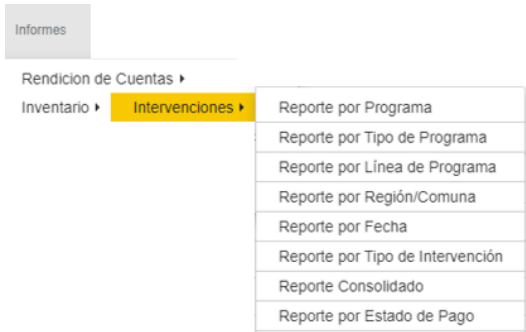 Informes
Rendicion de Cuentas
Inventario Intervenciones
Reporte por Programa
Reporte por Tipo de Programa
Reporte por Línea de Programa
Reporte por Región/Comuna
Reporte por Fecha
Reporte por Tipo de Intervención
Reporte Consolidado
Reporte por Estado de Pago